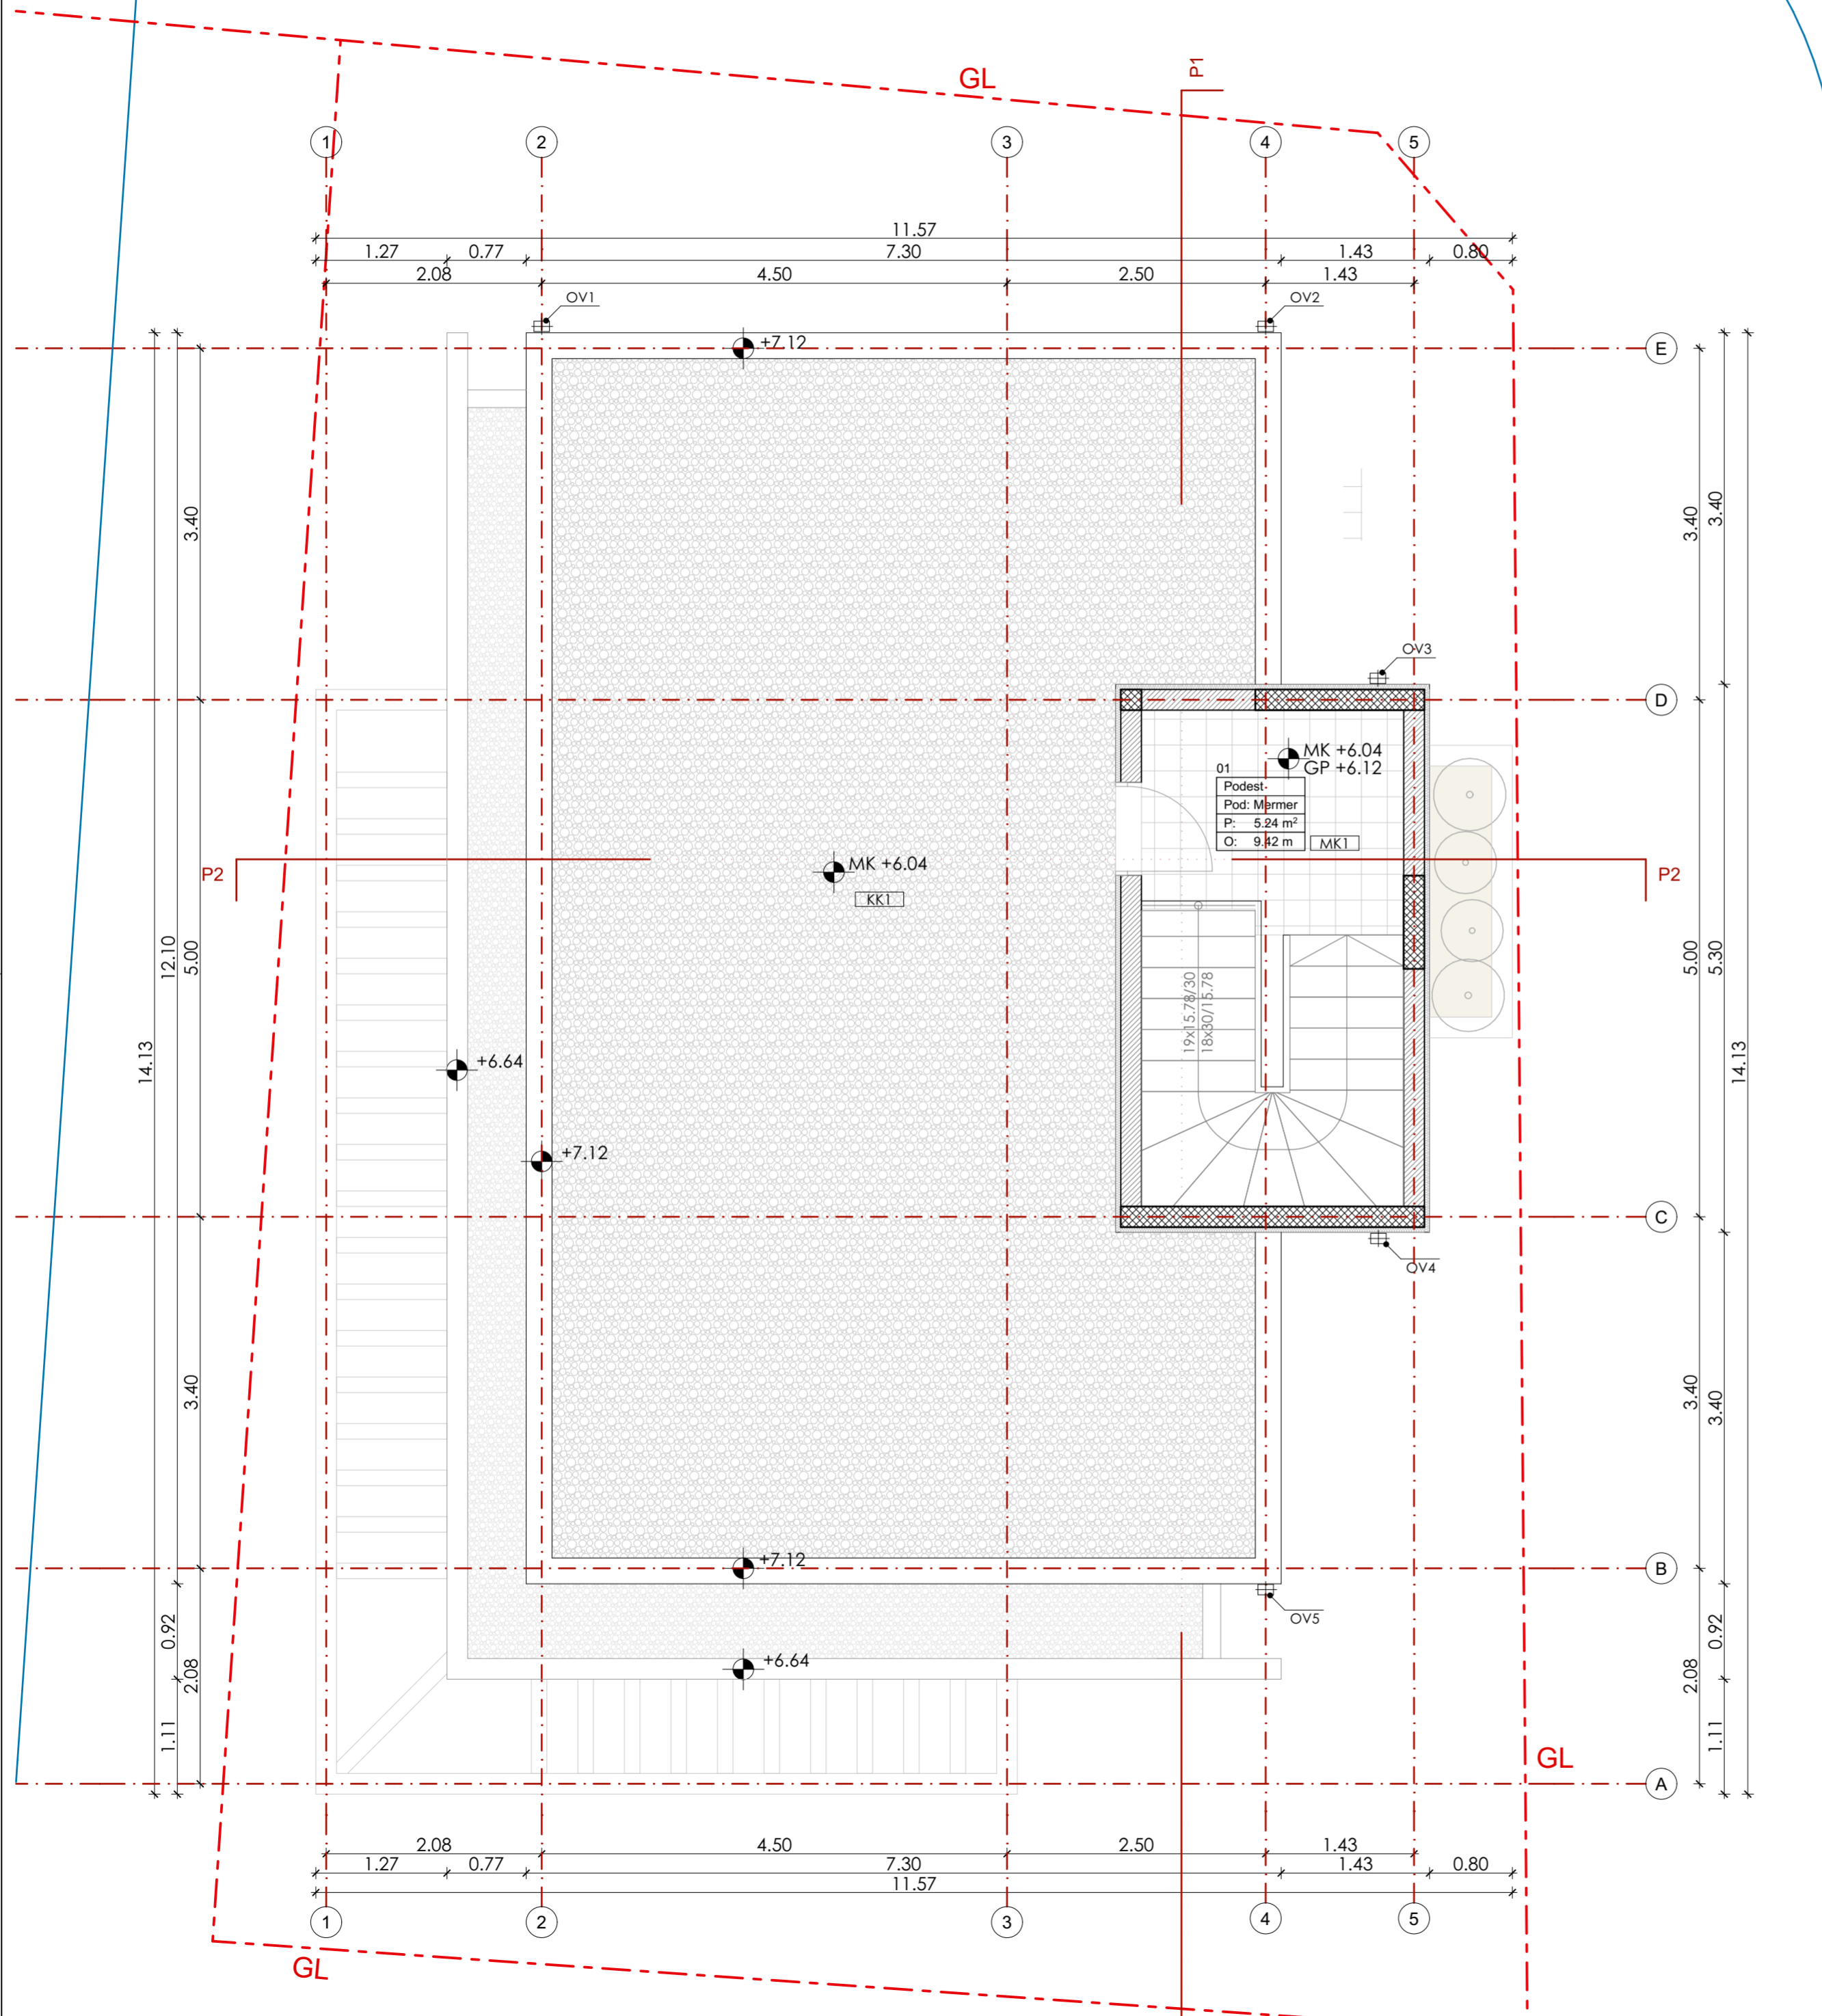 GL
P1
1
2
3
4
5
11.57
1.27
0.77
7.30
1.43
0.80
2.08
4.50
2.50
1.43
OV1
OV2
+7.12
E
3.40
3.40
3.40
OV3
D
MK +6.04
GP +6.12
01
Podest
Pod: Mermer
P: 5.24 m²
O: 9.42 m
MK1
P2
P2
MK +6.04
KK1
12.10
5.00
5.00
5.30
19x15.78/30
18x30/15.78
14.13
+6.64
14.13
+7.12
C
OV4
3.40
3.40
3.40
+7.12
B
OV5
0.92
0.92
+6.64
2.08
2.08
1.11
1.11
GL
A
2.08
4.50
2.50
1.43
1.27
0.77
7.30
1.43
0.80
11.57
1
2
3
4
5
GL